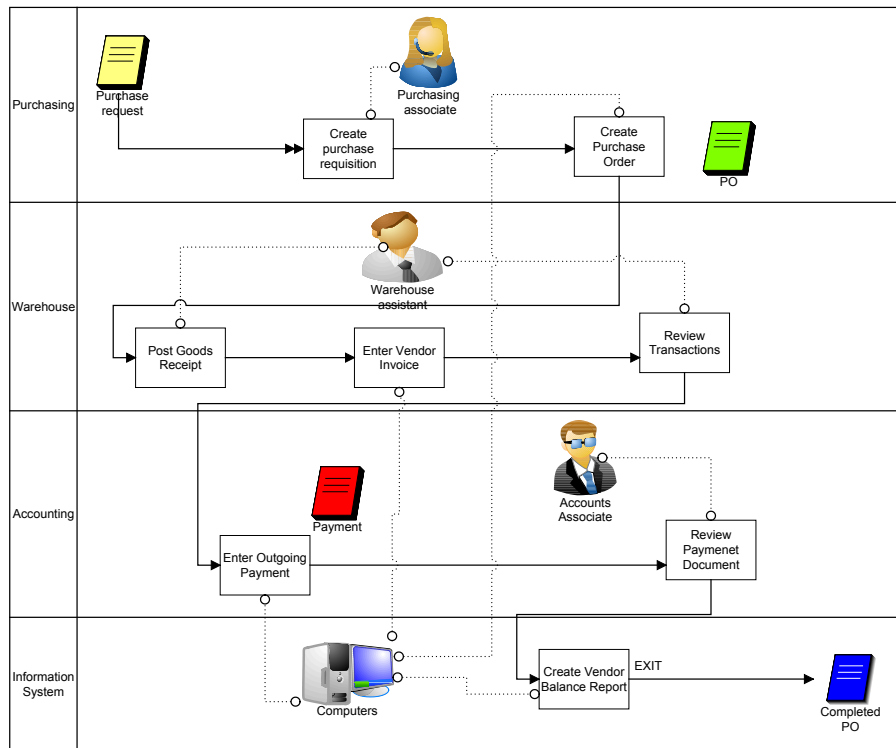 Purchasing
Purchase
request
Purchasing
associate
Create
purchase
requisition
Create
Purchase
Order
PO
Warehouse
Warehouse
assistant
Post Goods
Receipt
Enter Vendor
Invoice
Review
Transactions
Accounting
Payment
Accounts
Associate
Enter Outgoing
Payment
Review
Paymenet
Document
Information
System
Computers
Create Vendor
Balance Report
EXIT
Completed
PO